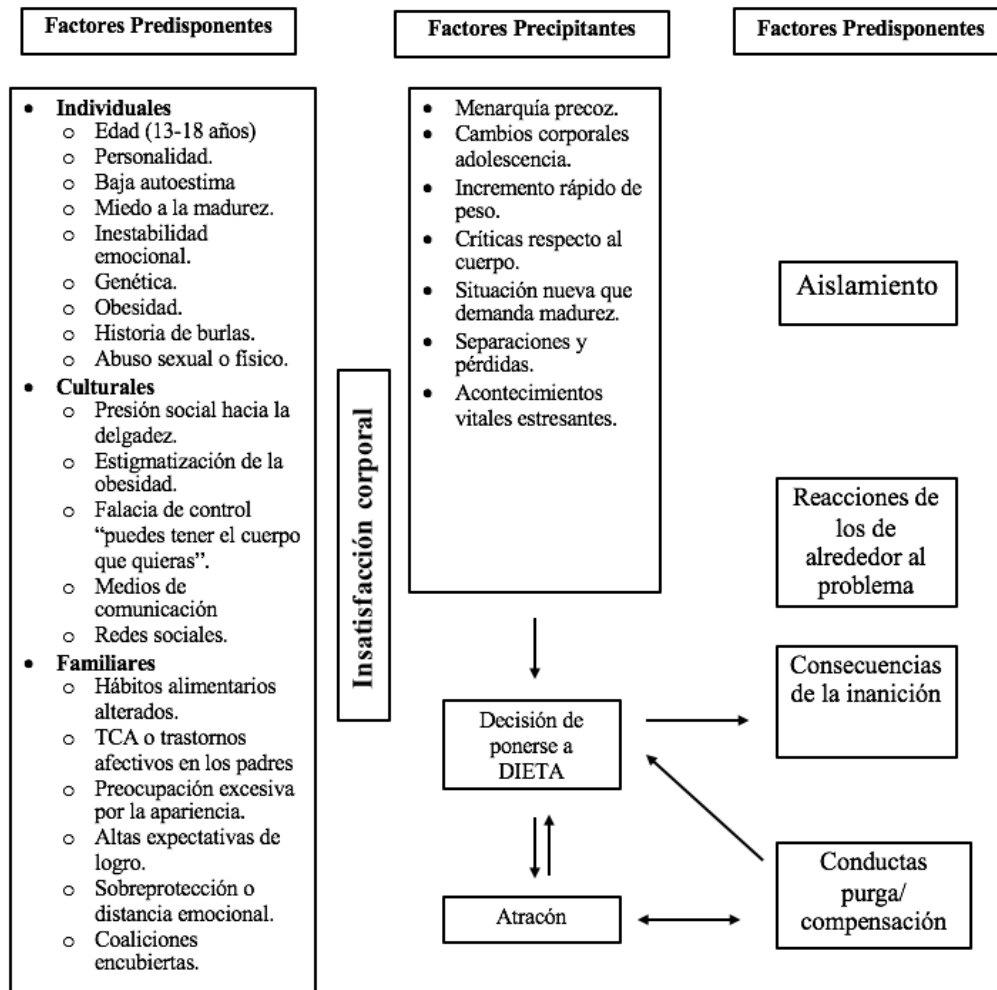 Factores Predisponentes
Factores Precipitantes
Factores Predisponentes
• Individuales
o Edad (13-18 años)
o Personalidad.
o Baja autoestima
o Miedo a la madurez.
o Inestabilidad
emocional.
o Genética.
o Obesidad.
o Historia de burlas.
o Abuso sexual o físico.
• Culturales
o Presión social hacia la
delgadez.
o Estigmatización de la
obesidad.
o Falacia de control
“puedes tener el cuerpo
que quieras”.
o Medios de
comunicación
o Redes sociales.
• Familiares
o Hábitos alimentarios
alterados.
o TCA o trastornos
afectivos en los padres
o Preocupación excesiva
por la apariencia.
o Altas expectativas de
logro.
o Sobreprotección o
distancia emocional.
o Coaliciones
encubiertas.
Insatisfacción corporal
• Menarquía precoz.
• Cambios corporales
adolescencia.
• Incremento rápido de
peso.
• Críticas respecto al
cuerpo.
• Situación nueva que
demanda madurez.
• Separaciones y
pérdidas.
• Acontecimientos
vitales estresantes.
Decisión de
ponerse a
DIETA
Atracón
Aislamiento
Reacciones de
los de
alrededor al
problema
Consecuencias
de la inanición
Conductas
purga/
compensación